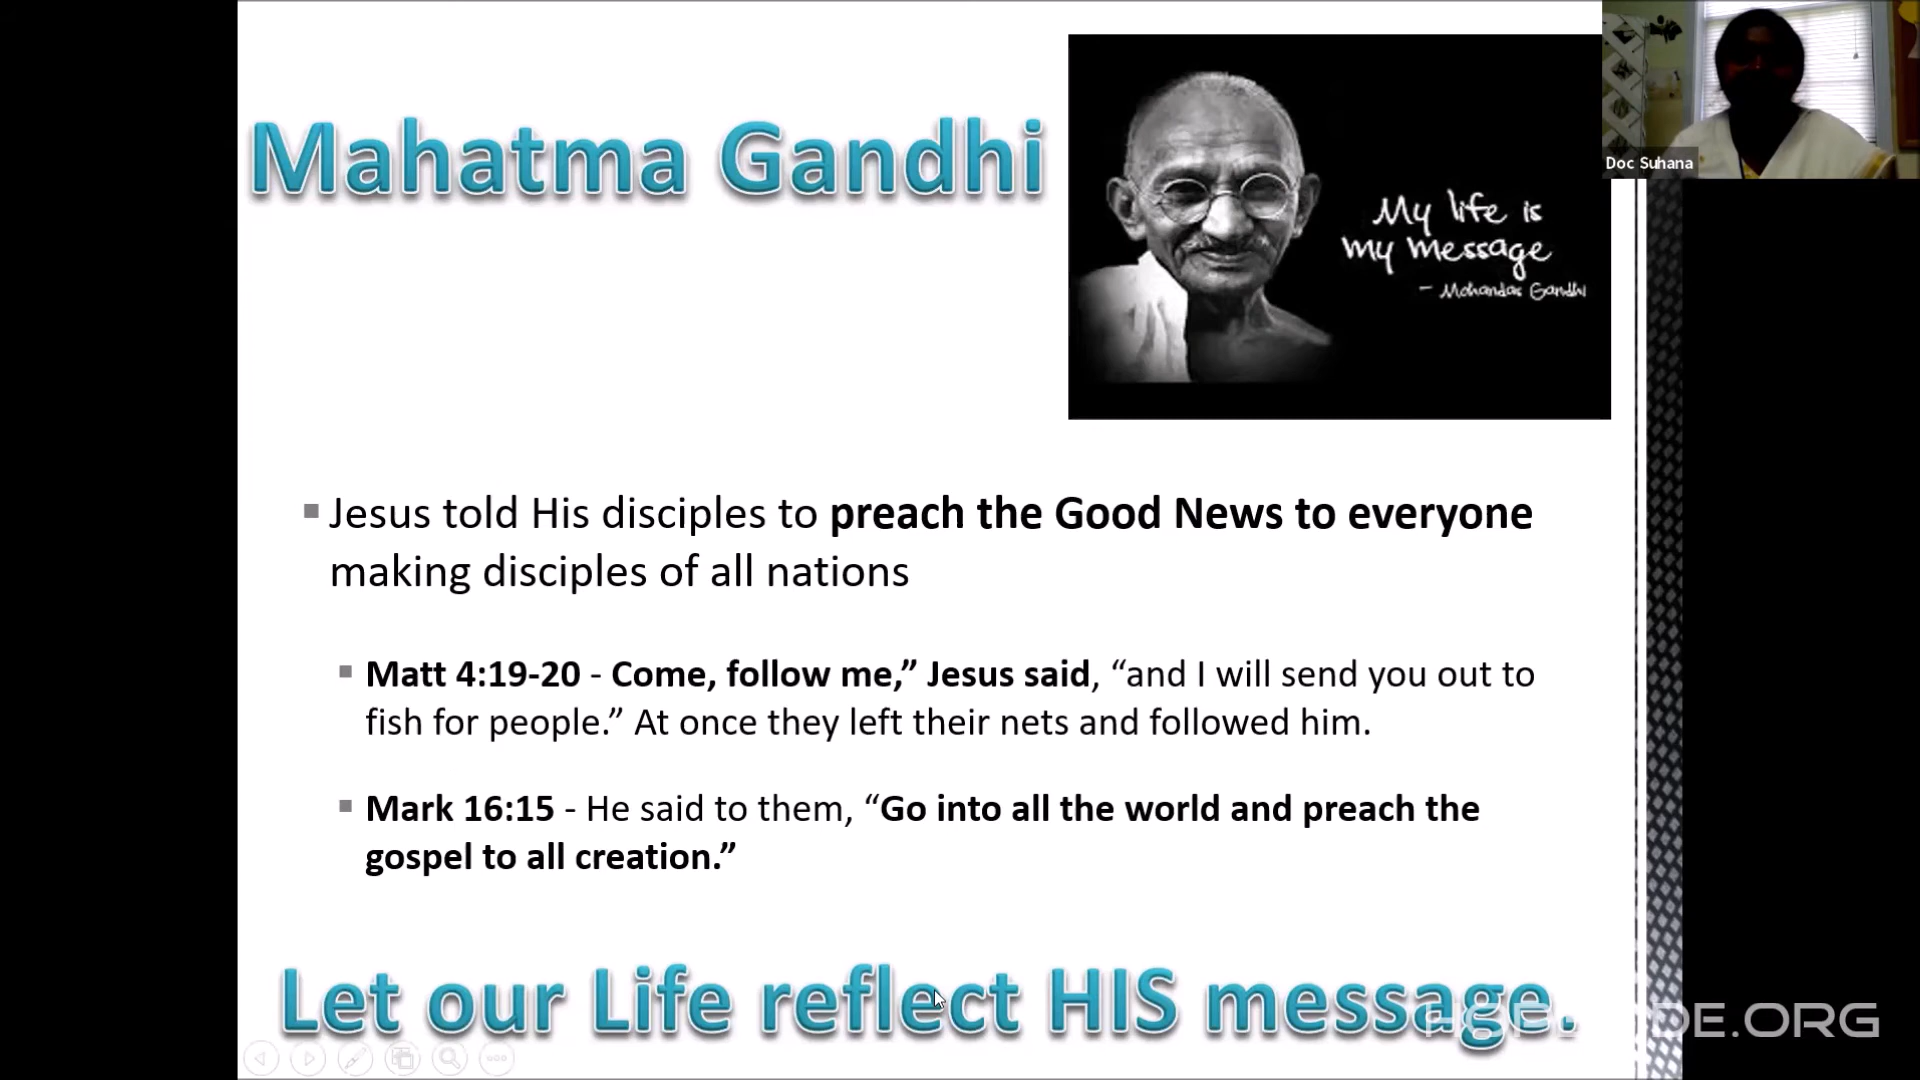 Mahatma Gandhi
My life is
my message
- Mohandas Gandhi
Doc Suhana
▪ Jesus told His disciples to preach the Good News to everyone
making disciples of all nations
▪ Matt 4:19-20 - Come, follow me,” Jesus said, “and I will send you out to
fish for people.” At once they left their nets and followed him.
▪ Mark 16:15 - He said to them, “Go into all the world and preach the
gospel to all creation.”
Let our Life reflect HIS message.